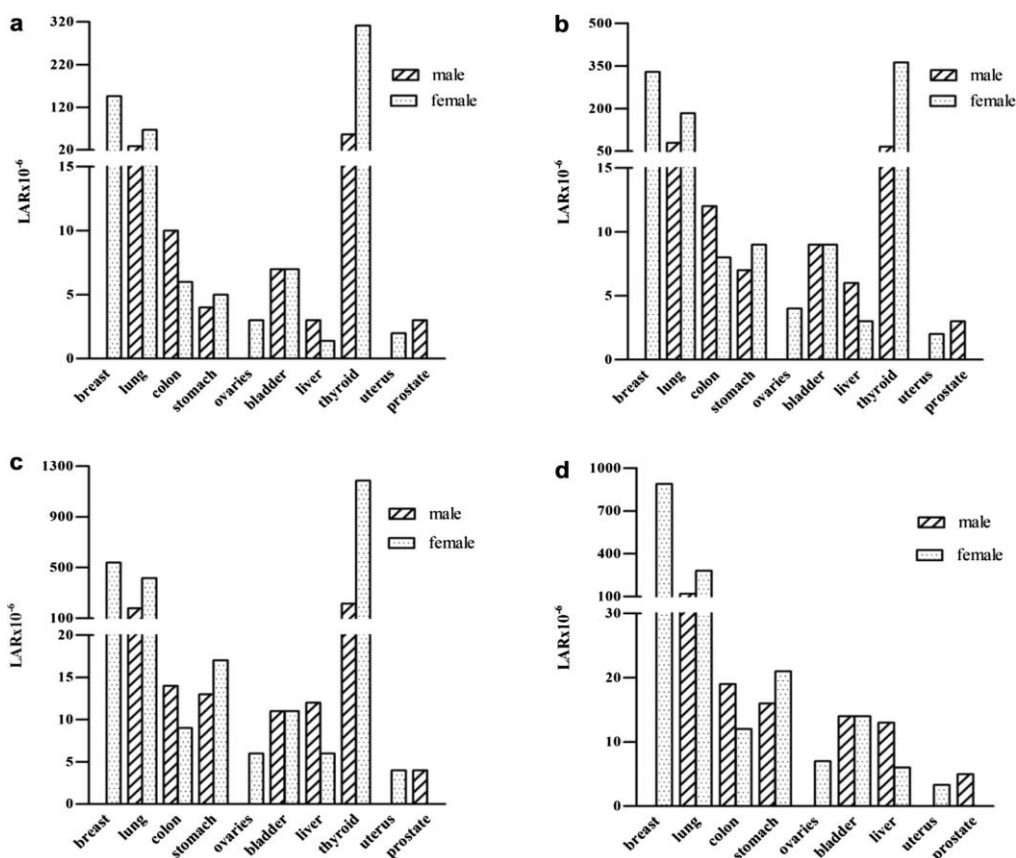 a
320
220
120
20
15
10
5
0
LARx10-6
male
female
breast
lung
colon
stomach
ovaries
bladder
liver
thyroid
uterus
prostate
b
500
350
200
50
15
10
5
0
LARx10-6
male
female
breast
lung
colon
stomach
ovaries
bladder
liver
thyroid
uterus
prostate
c
1300
900
500
100
20
15
10
5
0
LARx10-6
male
female
breast
lung
colon
stomach
ovaries
bladder
liver
thyroid
uterus
prostate
d
1000
700
400
100
30
20
10
0
LARx10-6
male
female
breast
lung
colon
stomach
ovaries
bladder
liver
uterus
prostate